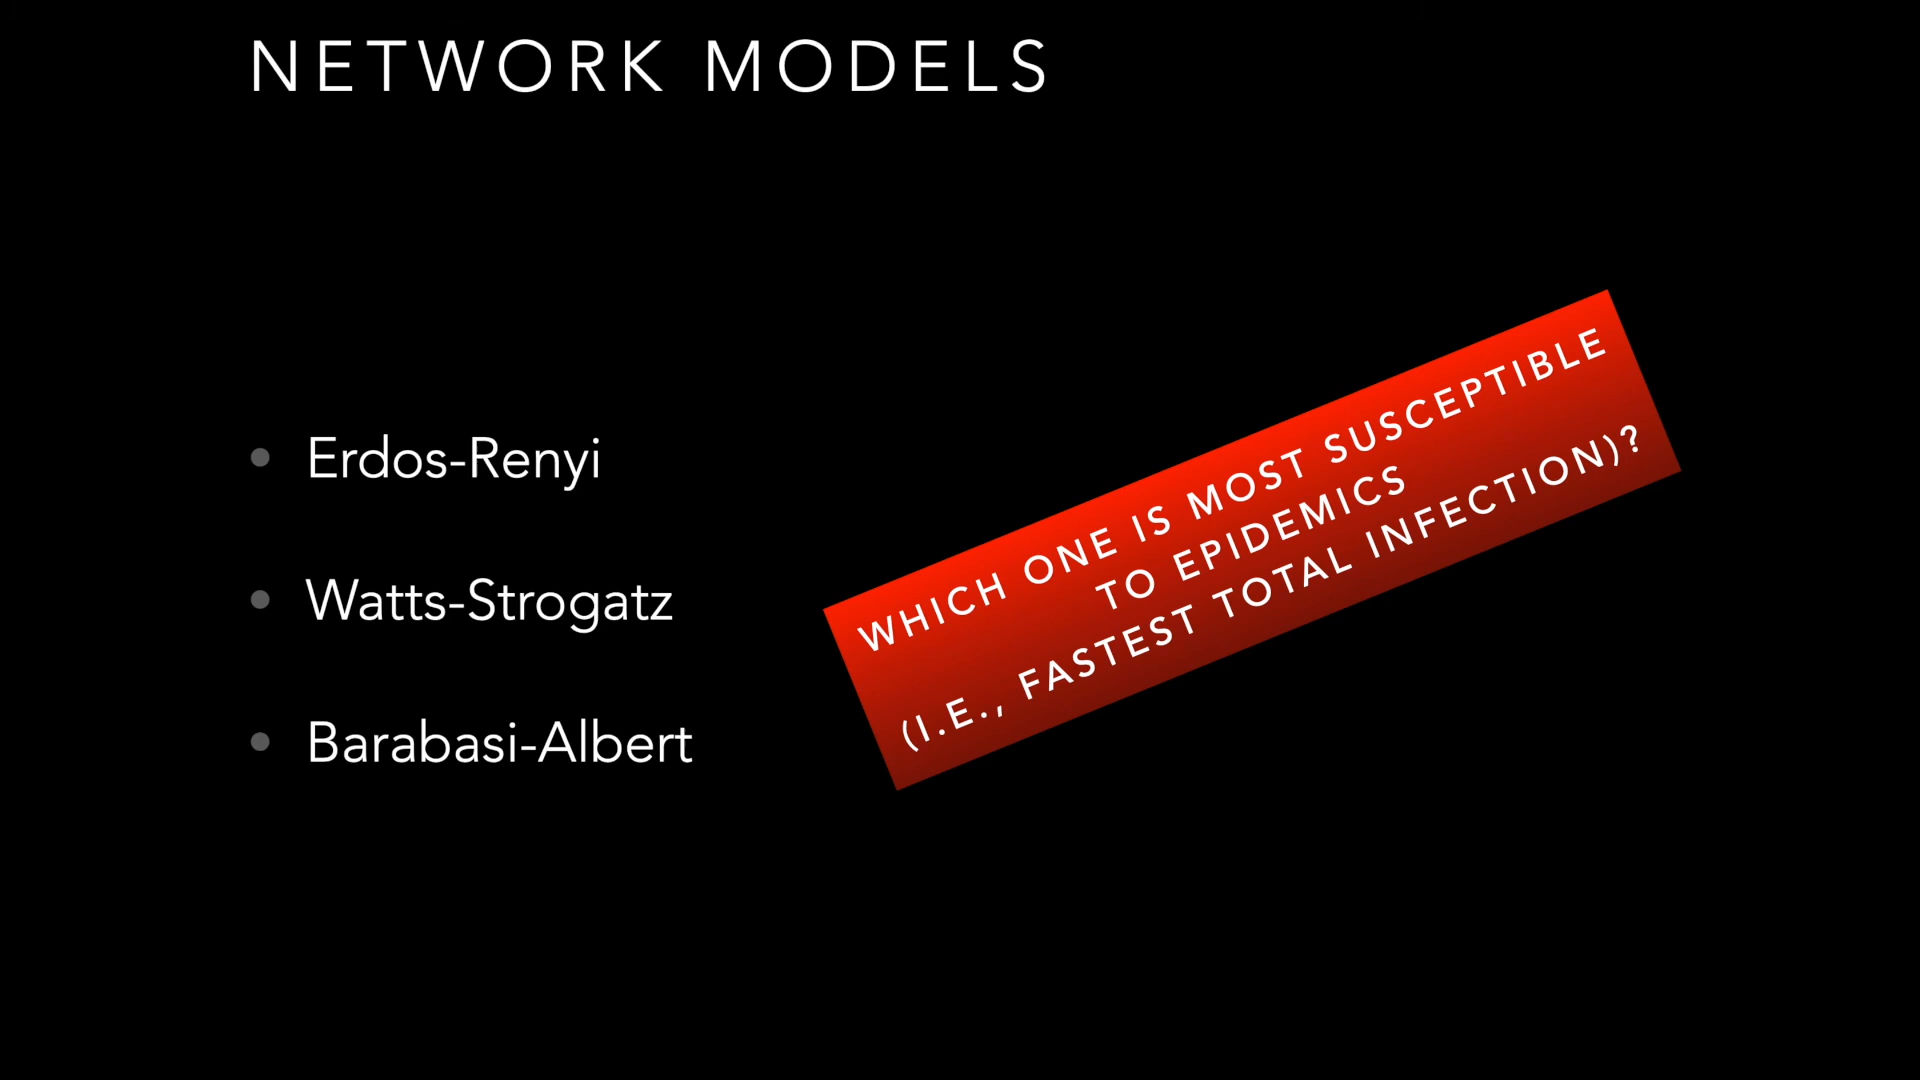 NETWORK MODELS
Erdos-Renyi
Watts-Strogatz
Barabasi-Albert
WHICH ONE IS MOST SUSCEPTIBLE
TO EPIDEMICS
(I.E., FASTEST TOTAL INFECTION)?